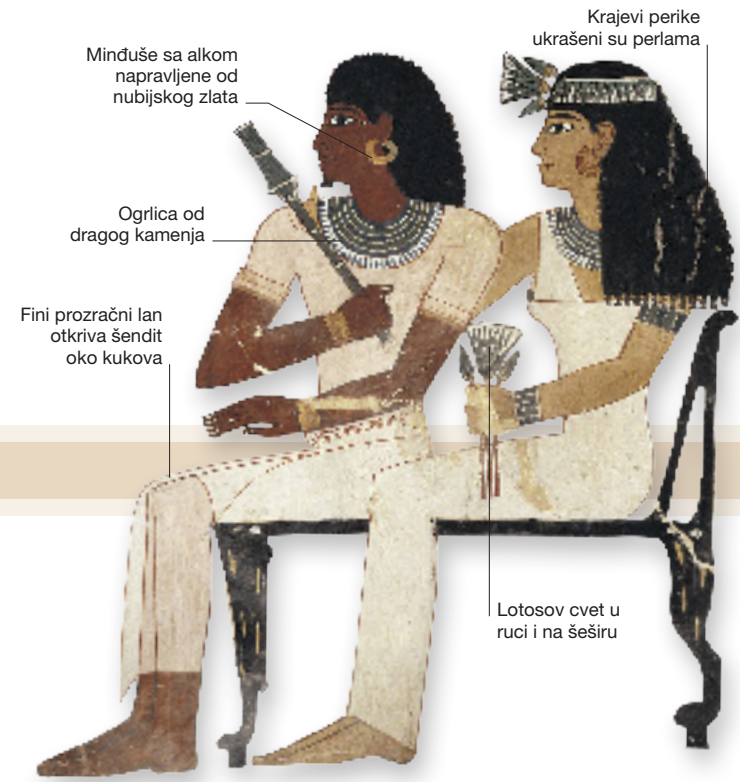 Krajevi perike
ukrašeni su perlama
Minđuše sa alkom
napravljene od
nubijskog zlata
Ogrlica od
dragog kamenja
Fini prozračni lan
otkriva šendit
oko kukova
Lotosov cvet u
ruci i na šeširu